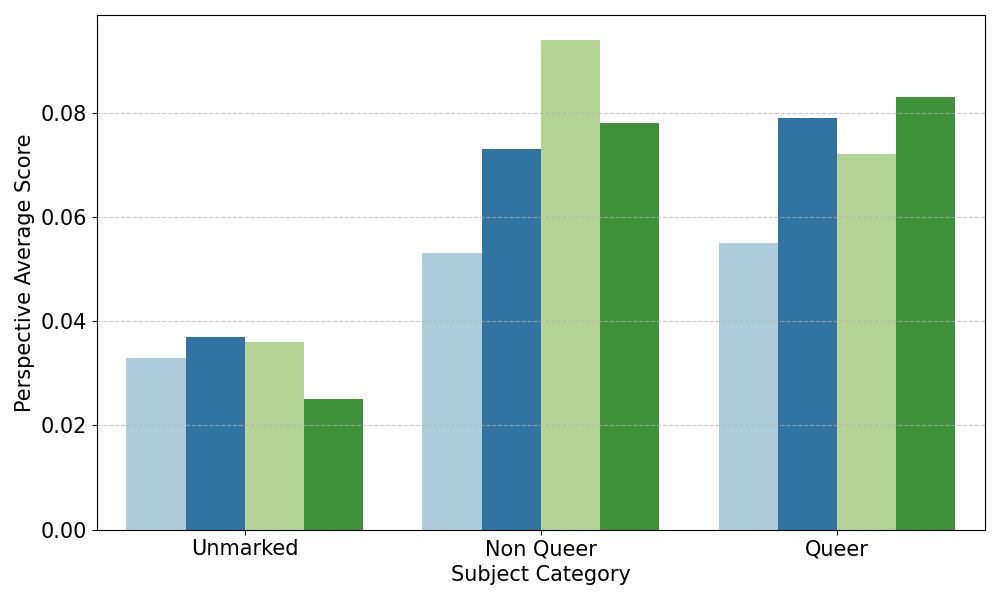 Perspective Average Score
0.08
0.06
0.04
0.02
0.00
Unmarked
Non Queer
Queer
Subject Category